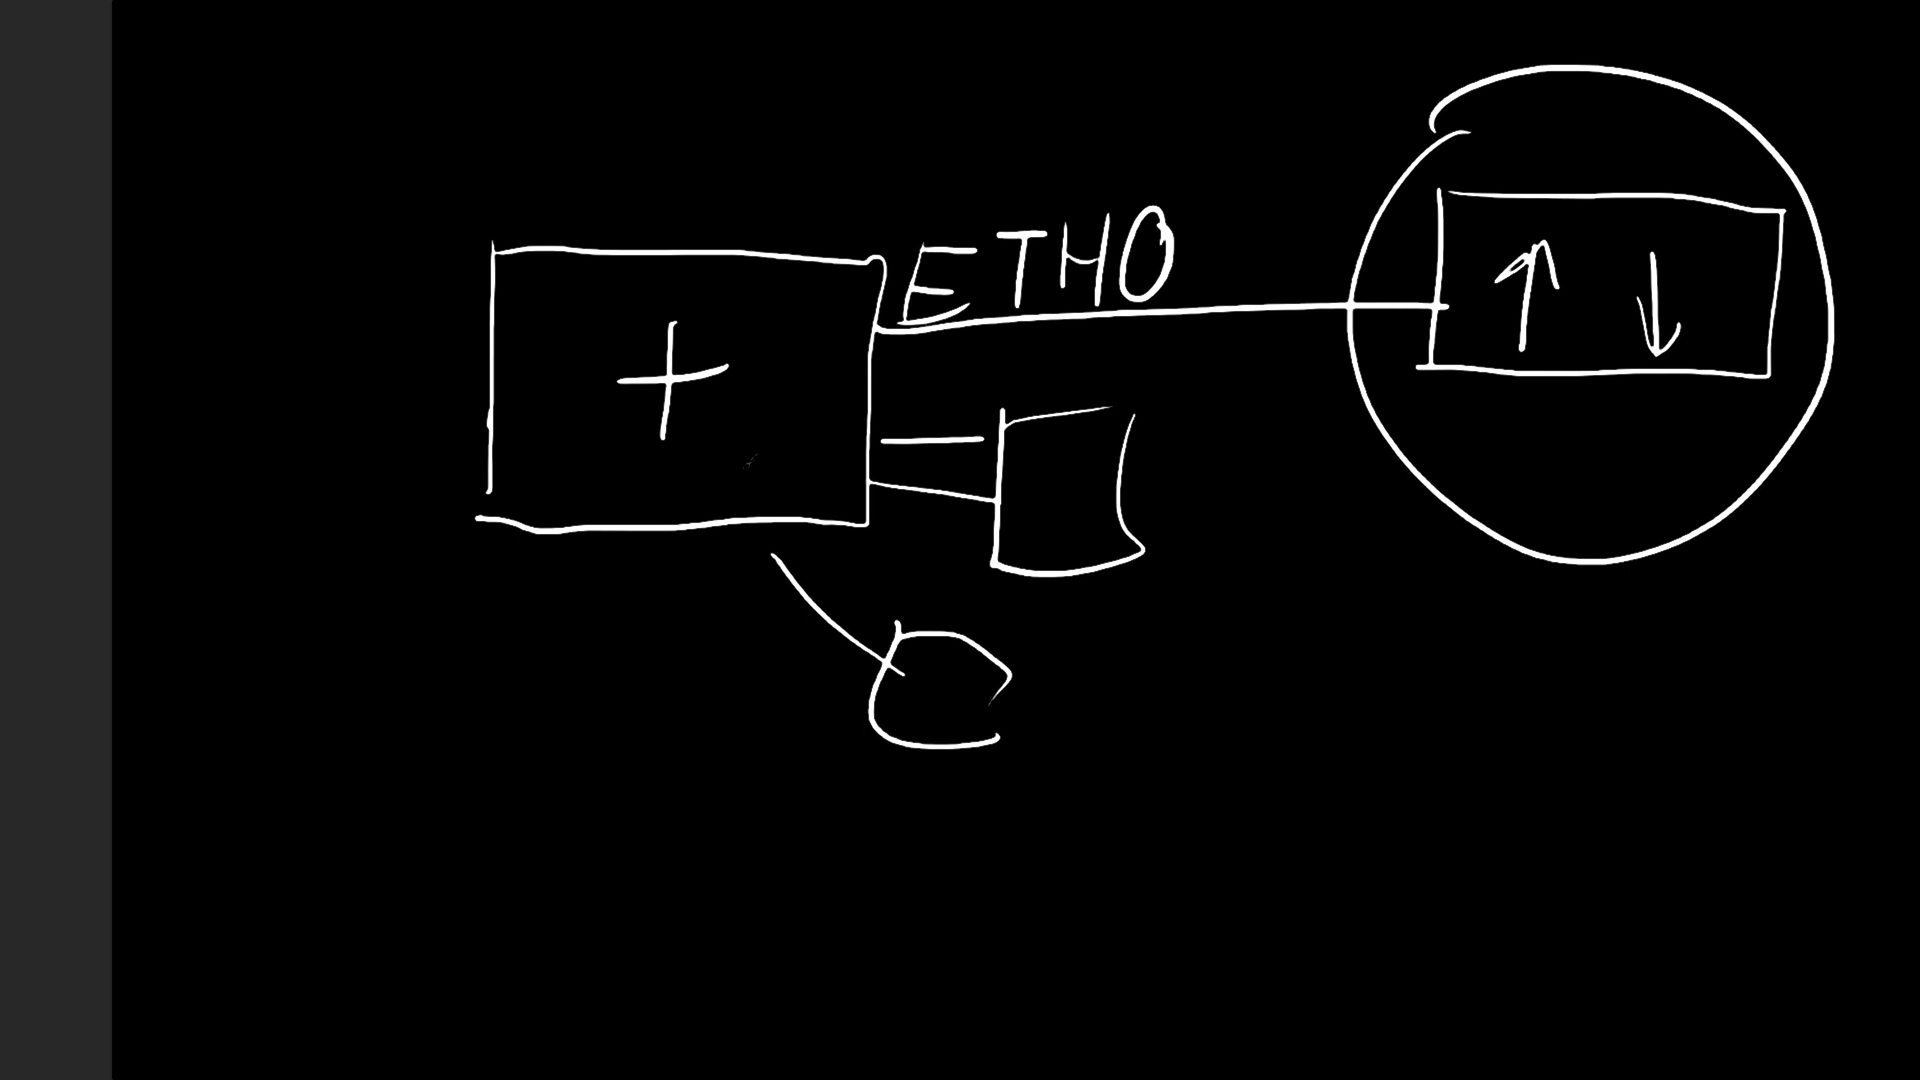 ETH0
+
↑ ↓